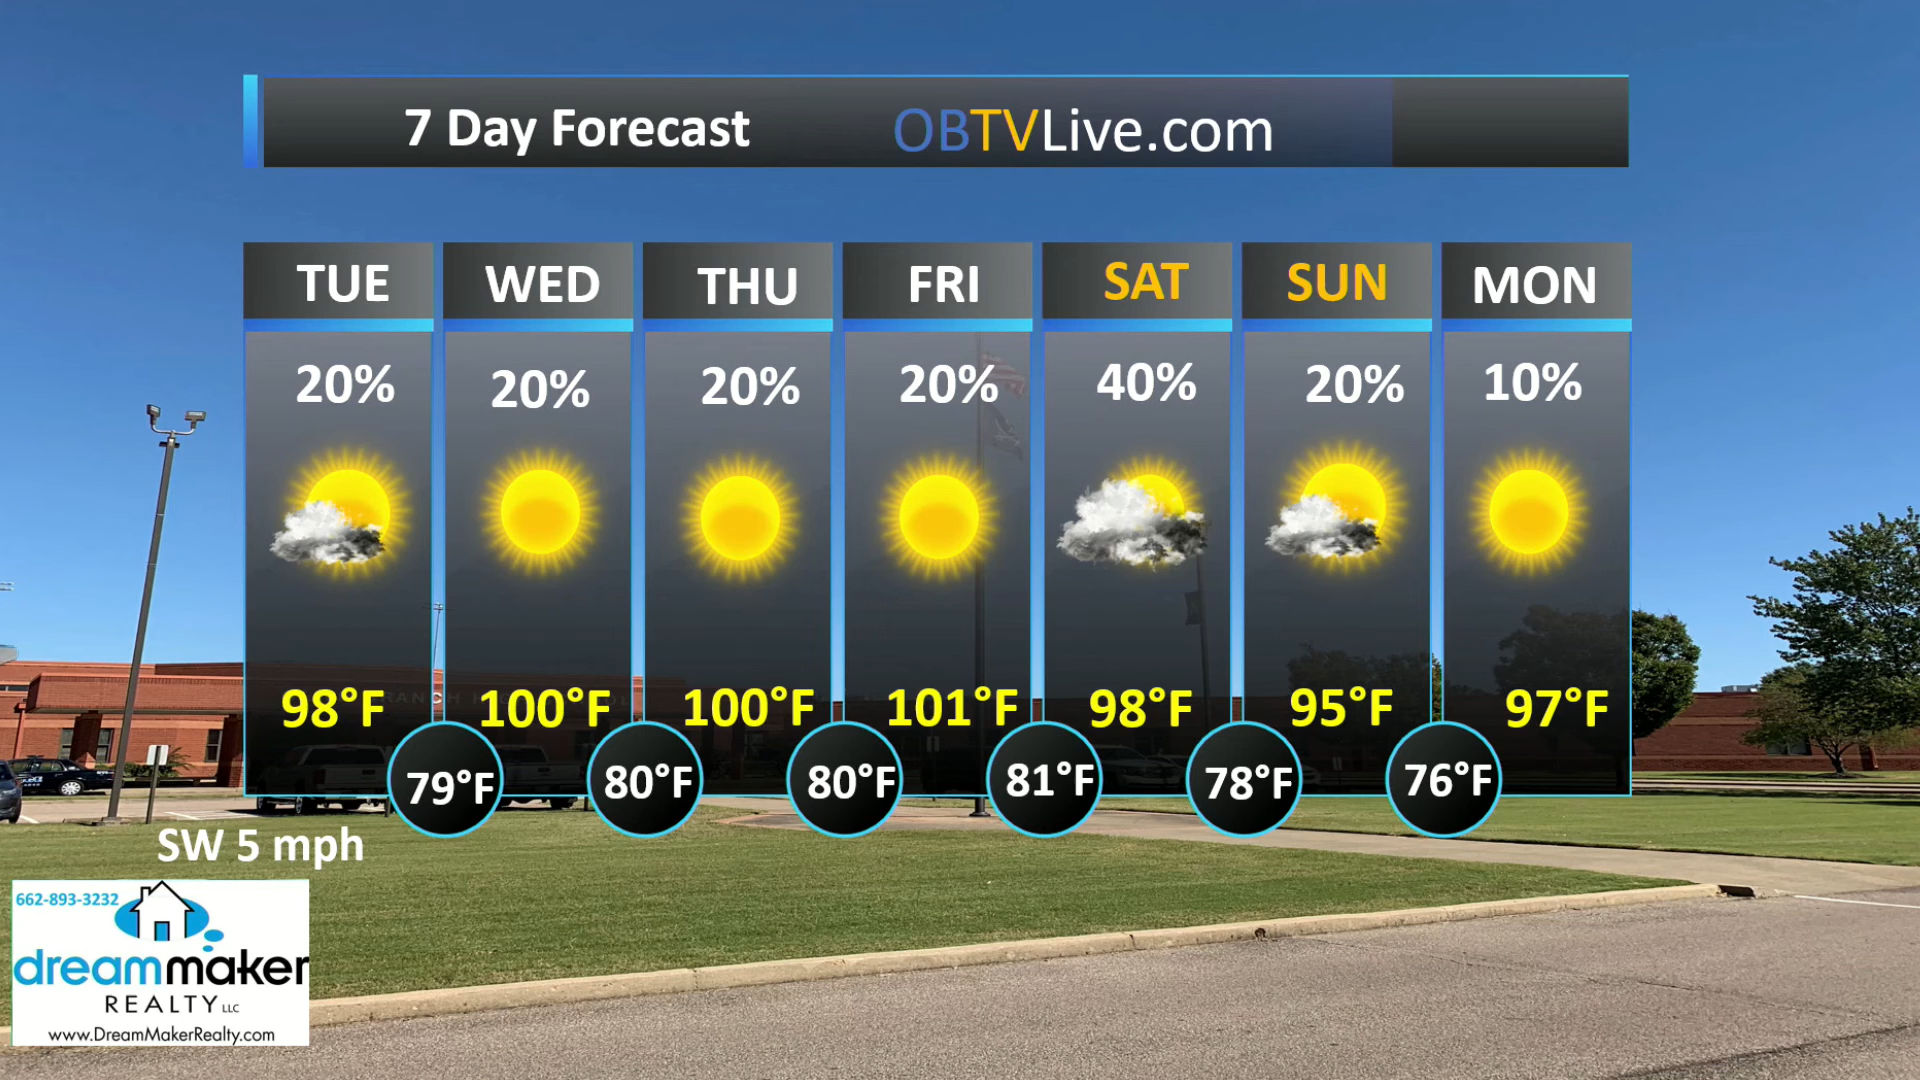 7 Day Forecast OBTVLive.com
TUE WED THU FRI SAT SUN MON
20% 20% 20% 20% 40% 20% 10%
98°F 100°F 100°F 101°F 98°F 95°F 97°F
79°F 80°F 80°F 81°F 78°F 76°F
SW 5 mph
662-893-3232
dreammaker
REALTY LLC
www.DreamMakerRealty.com